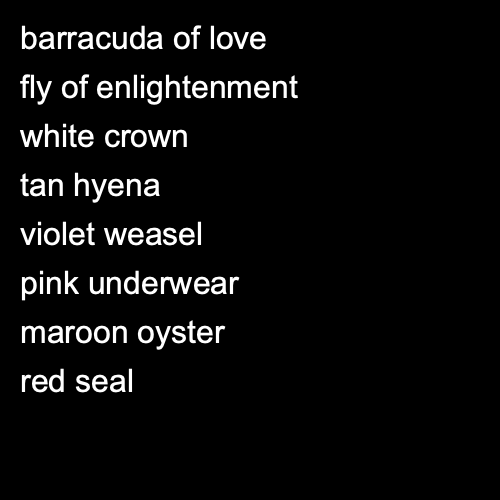 barracuda of love
fly of enlightenment
white crown
tan hyena
violet weasel
pink underwear
maroon oyster
red seal